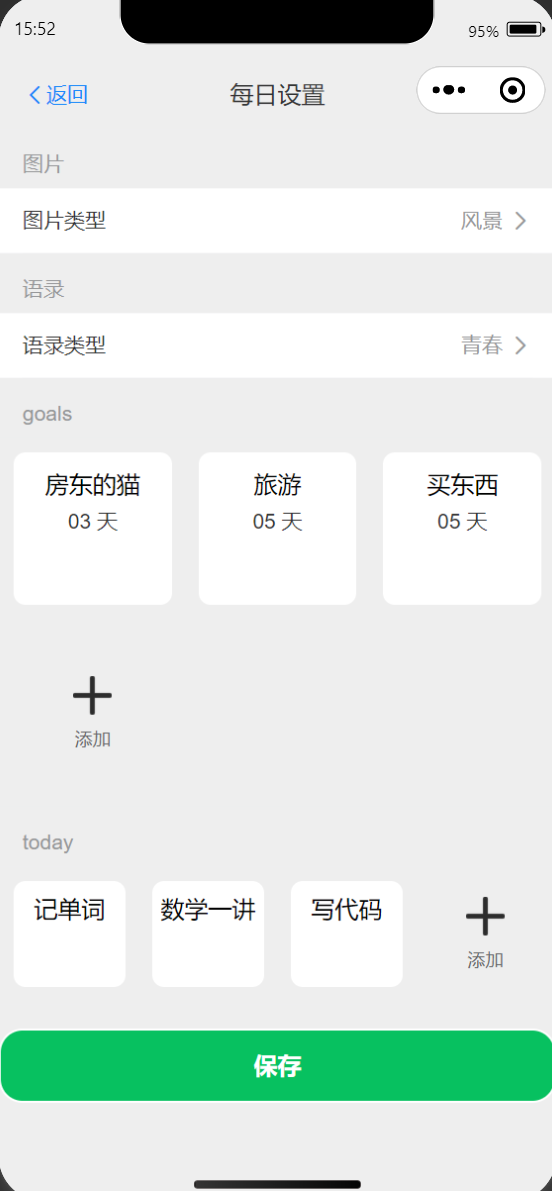 15:52 95%
返回 每日设置
图片
图片类型 风景
语录
语录类型 青春
goals
房东的猫 旅游 买东西
03 天 05 天 05 天
添加
today
记单词 数学一讲 写代码
添加
保存